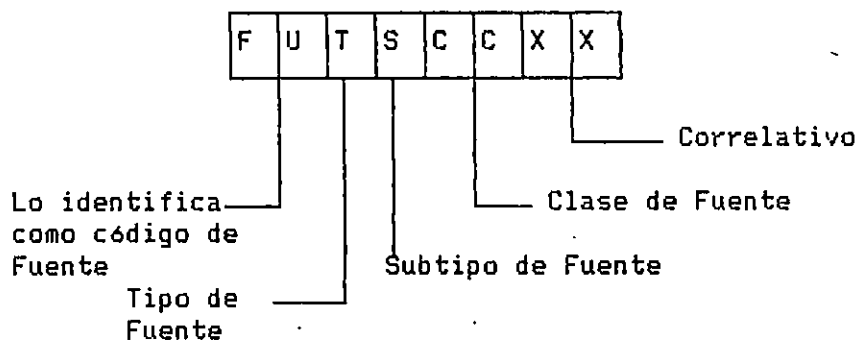 F U T S C C X X
Correlativo
Clase de Fuente
Lo identifica
como código de
Fuente
Subtipo de Fuente
Tipo de
Fuente